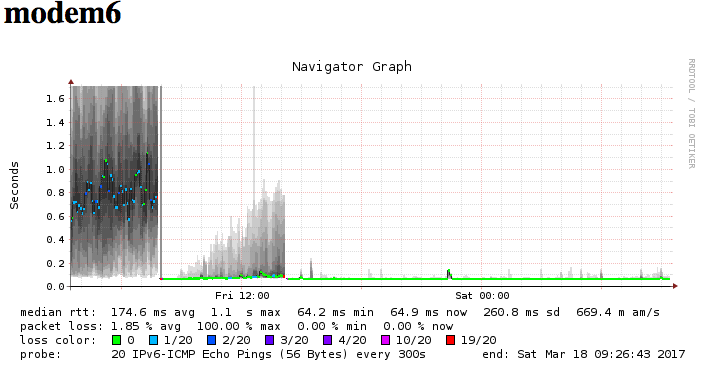 modem6
Navigator Graph
RRDTOOL / TOBI OETIKER
Seconds
1.6
1.4
1.2
1.0
0.8
0.6
0.4
0.2
0.0
Fri 12:00 Sat 00:00
median rtt: 174.6 ms avg 1.1 s max 64.2 ms min 64.9 ms now 260.8 ms sd 669.4 m am/s
packet loss: 1.85 % avg 100.00 % max 0.00 % min 0.00 % now
loss color: 0 1/20 2/20 3/20 4/20 10/20 19/20
probe: 20 IPv6-ICMP Echo Pings (56 Bytes) every 300s end: Sat Mar 18 09:26:43 2017